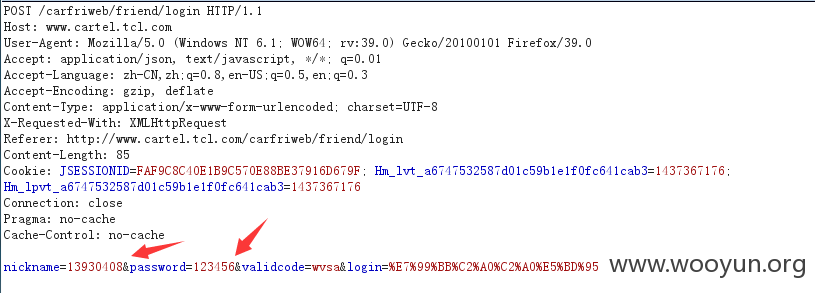 POST /carfriweb/friend/login HTTP/1.1
Host: www.cartel.tcl.com
User-Agent: Mozilla/5.0 (Windows NT 6.1; WOW64; rv:39.0) Gecko/20100101 Firefox/39.0
Accept: application/json, text/javascript, */*; q=0.01
Accept-Language: zh-CN,zh;q=0.8,en-US;q=0.5,en;q=0.3
Accept-Encoding: gzip, deflate
Content-Type: application/x-www-form-urlencoded; charset=UTF-8
X-Requested-With: XMLHttpRequest
Referer: http://www.cartel.tcl.com/carfriweb/friend/login
Content-Length: 85
Cookie: JSESSIONID=FAF9C8C40E1B9C570E88BE37916D679F; Hm_lvt_a6747532587d01c59b1e1f0fc641cab3=1437367176;
Hm_lpvt_a6747532587d01c59b1e1f0fc641cab3=1437367176
Connection: close
Pragma: no-cache
Cache-Control: no-cache
nickname=13930408&password=123456&validcode=wvsa&login=%E7%99%BB%C2%A0%C2%A0%E5%BD%95
www.wooyun.org